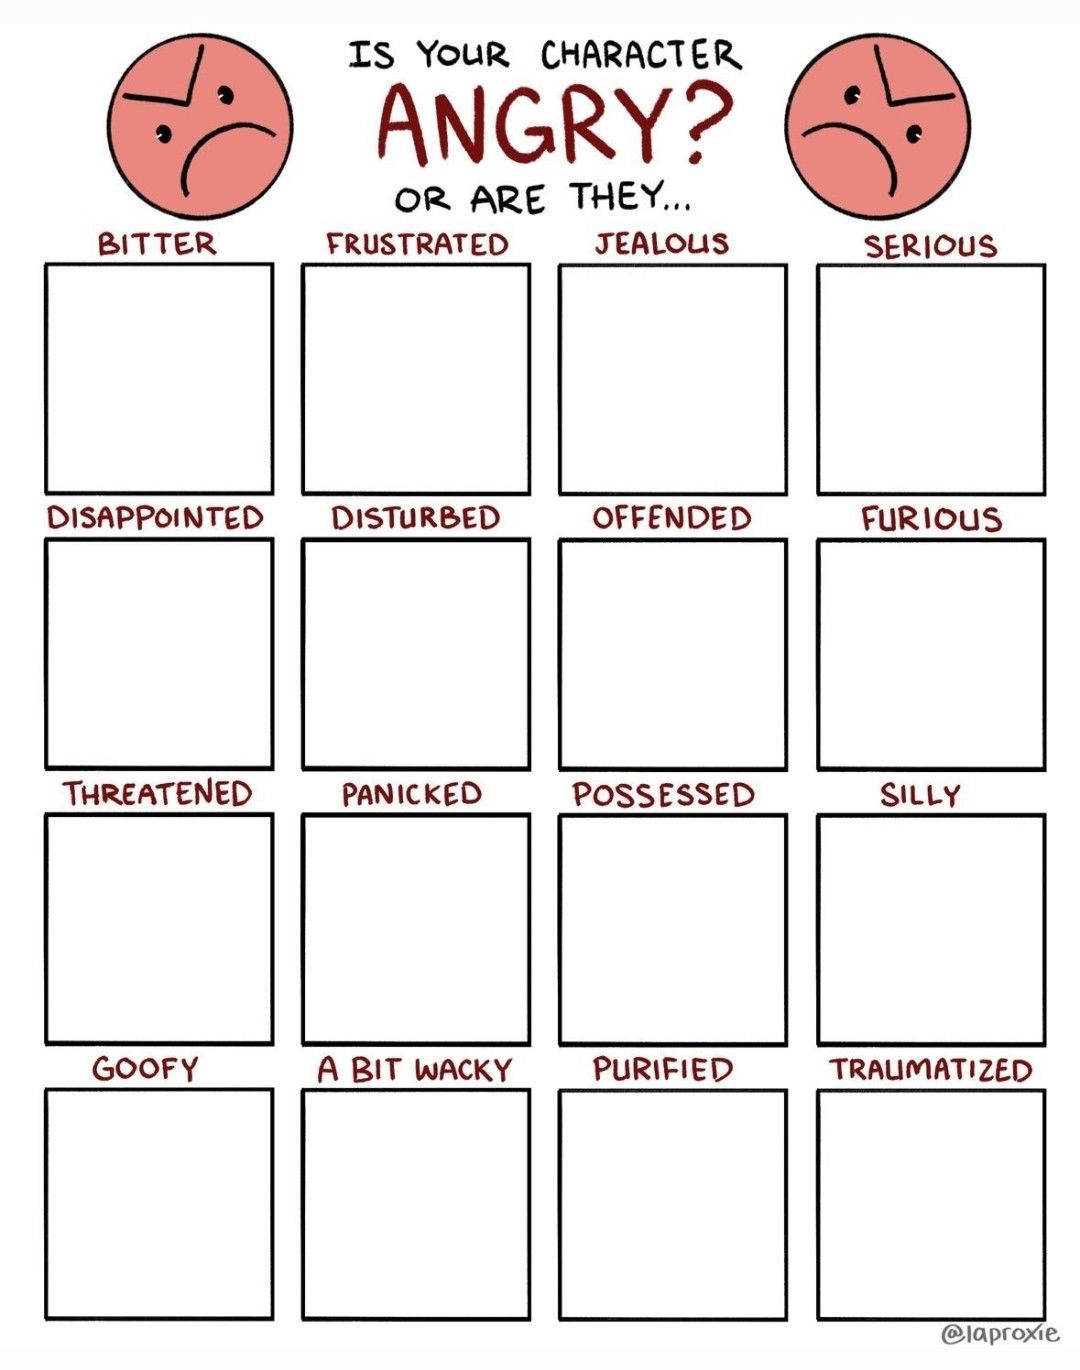 IS YOUR CHARACTER
ANGRY?
OR ARE THEY...
BITTER FRUSTRATED JEALOUS SERIOUS
DISAPPOINTED DISTURBED OFFENDED FURIOUS
THREATENED PANICKED POSSESSED SILLY
GOOFY A BIT WACKY PURIFIED TRAUMATIZED
@laproxie